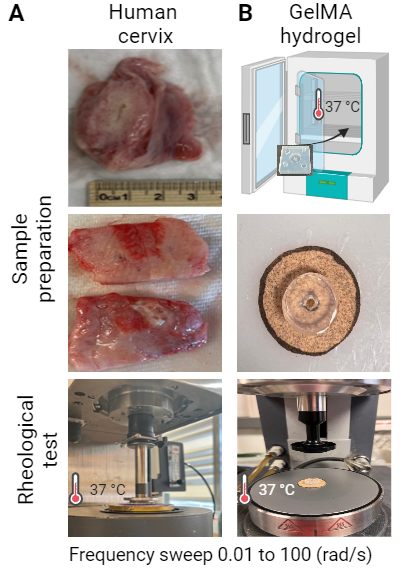 A
Human
cervix
B
GelMA
hydrogel
37 °C
0cm 1 2 3
Sample
preparation
Rheological
test
37 °C
37 °C
Frequency sweep 0.01 to 100 (rad/s)